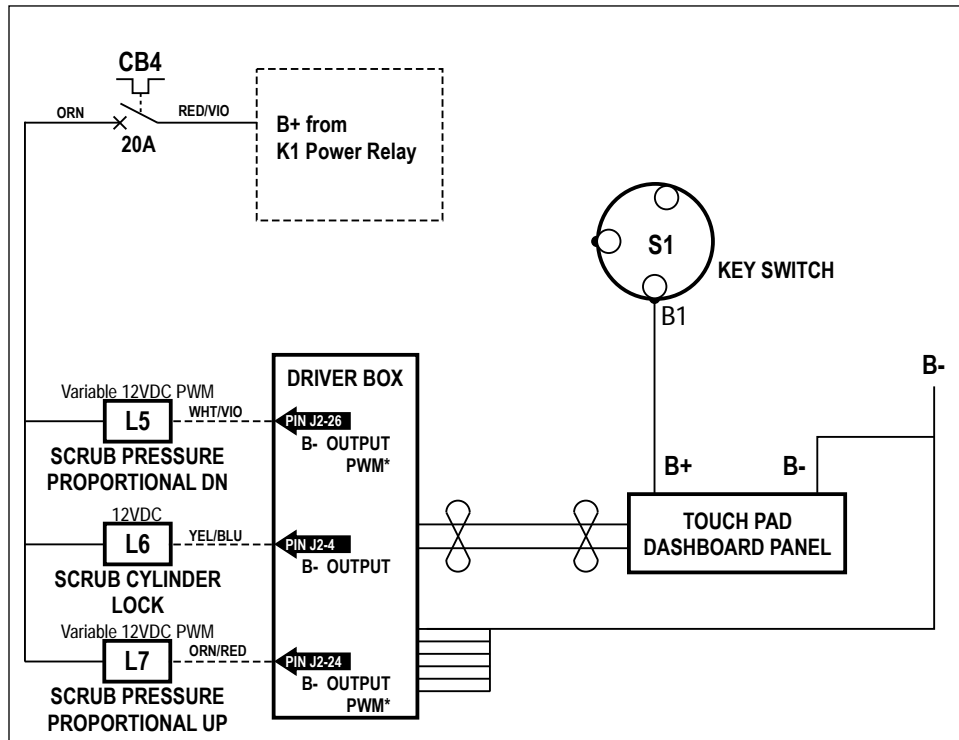 CB4
ORN
RED/VIO
20A
B+ from
K1 Power Relay
S1
KEY SWITCH
B1
B-
DRIVER BOX
Variable 12VDC PWM
L5
WHT/VIO
PIN J2-26
B- OUTPUT
PWM*
SCRUB PRESSURE
PROPORTIONAL DN
B+
B-
TOUCH PAD
DASHBOARD PANEL
12VDC
L6
YEL/BLU
PIN J2-4
B- OUTPUT
SCRUB CYLINDER
LOCK
Variable 12VDC PWM
L7
ORN/RED
PIN J2-24
B- OUTPUT
PWM*
SCRUB PRESSURE
PROPORTIONAL UP